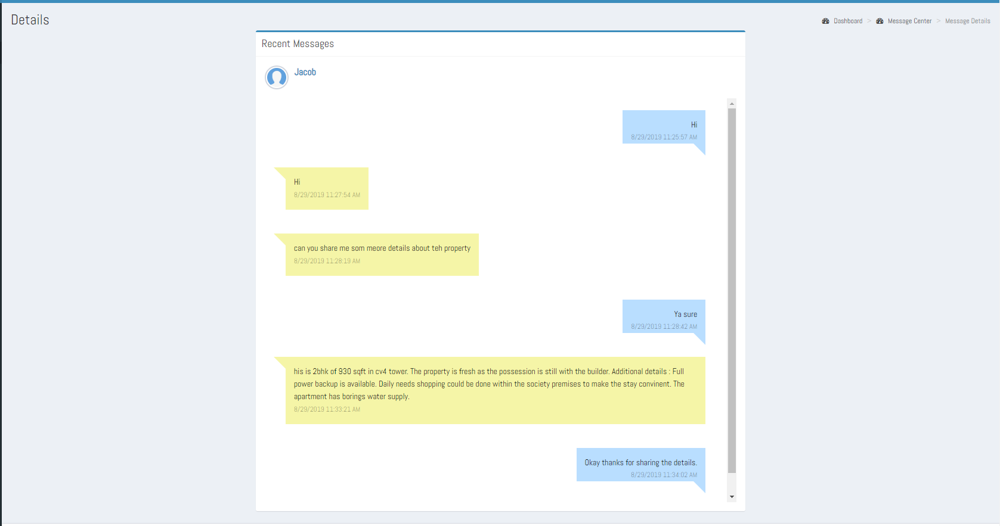 Details
Dashboard > Message Center > Message Details
Recent Messages
Jacob
Hi
8/29/2019 11:25:57 AM
Hi
8/29/2019 11:27:54 AM
can you share me som meore details about teh property
8/29/2019 11:28:19 AM
Ya sure
8/29/2019 11:28:42 AM
his is 2bhk of 930 sqft in cv4 tower. The property is fresh as the possession is still with the builder. Additional details : Full
power backup is available. Daily needs shopping could be done within the society premises to make the stay convinent. The
apartment has borings water supply.
8/29/2019 11:33:21 AM
Okay thanks for sharing the details.
8/29/2019 11:34:02 AM